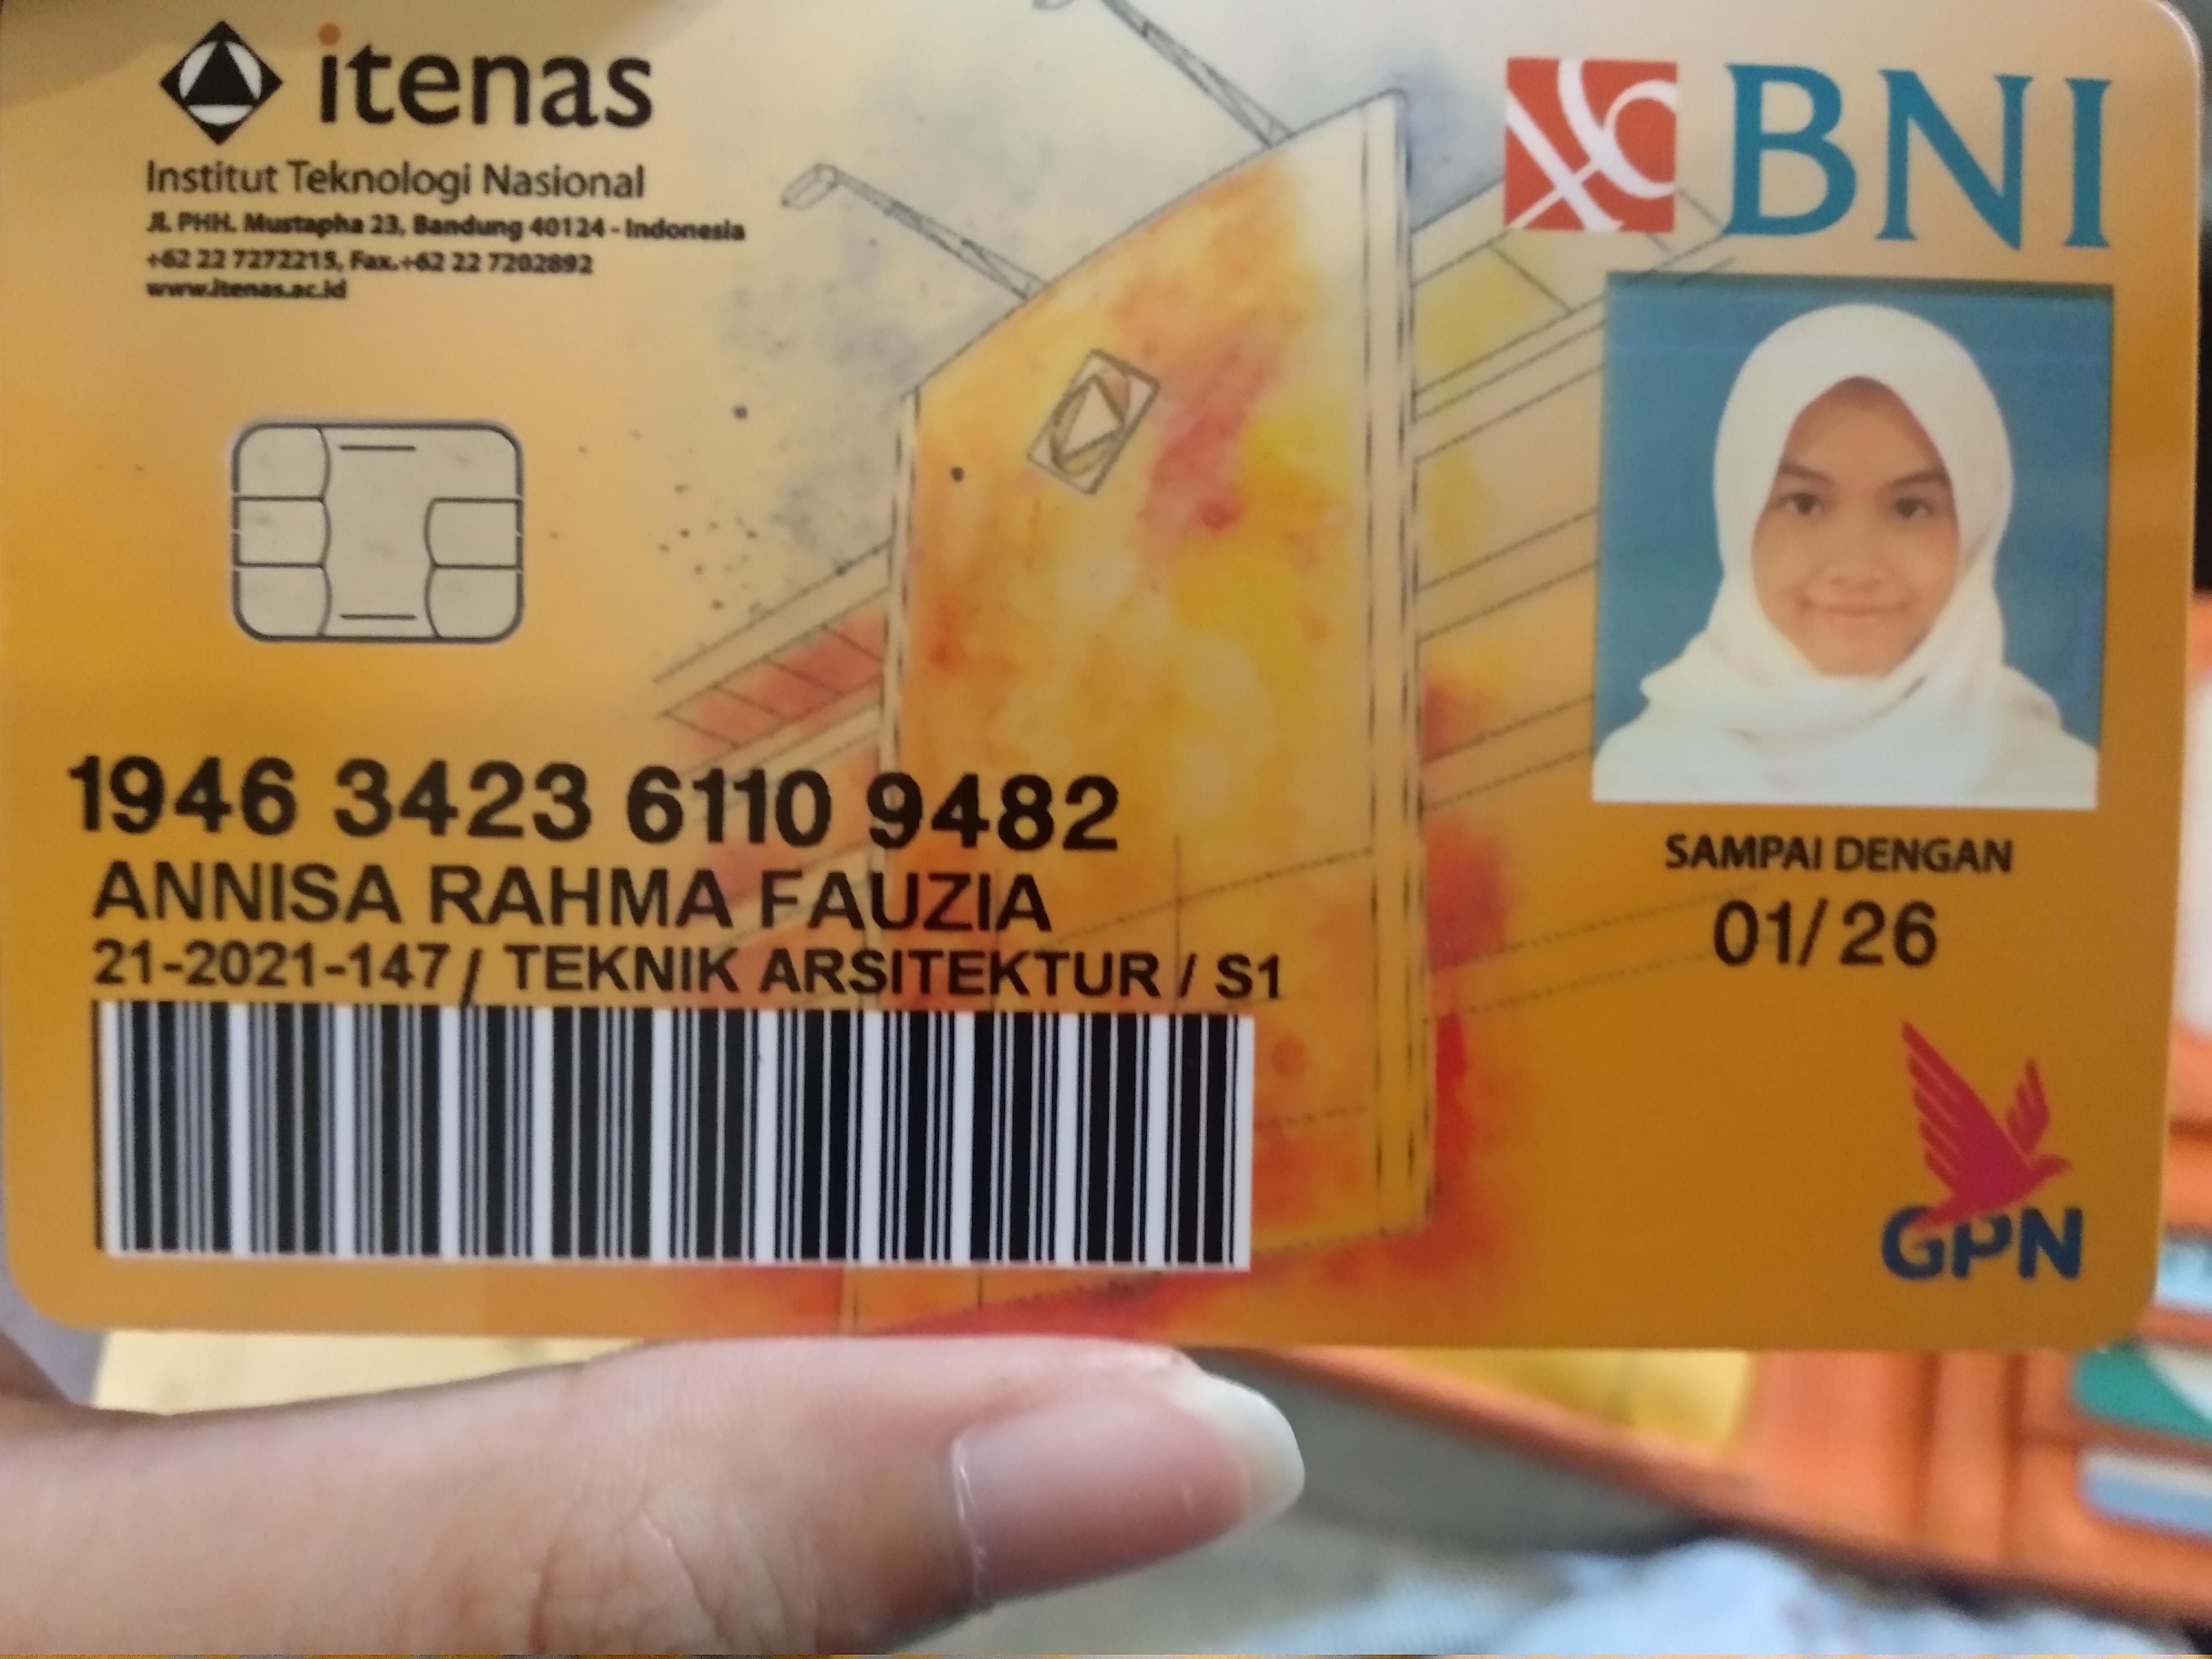 itenas
Institut Teknologi Nasional
Jl. PHH. Mustapha 23, Bandung 40124 - Indonesia
+62 22 7272215, Fax.+62 22 7202892
www.itenas.ac.id
BNI
1946 3423 6110 9482
ANNISA RAHMA FAUZIA
21-2021-147 / TEKNIK ARSITEKTUR / S1
SAMPAI DENGAN
01/26
GPN